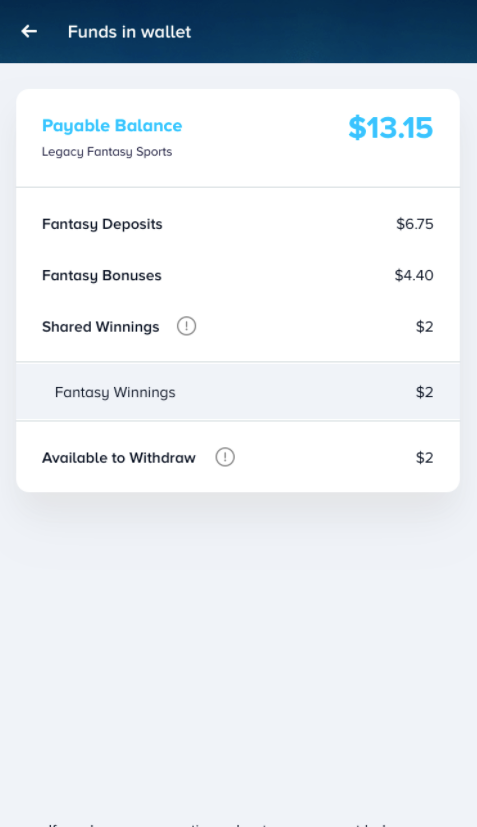 Funds in wallet
Payable Balance $13.15
Legacy Fantasy Sports
Fantasy Deposits $6.75
Fantasy Bonuses $4.40
Shared Winnings ! $2
Fantasy Winnings $2
Available to Withdraw ! $2